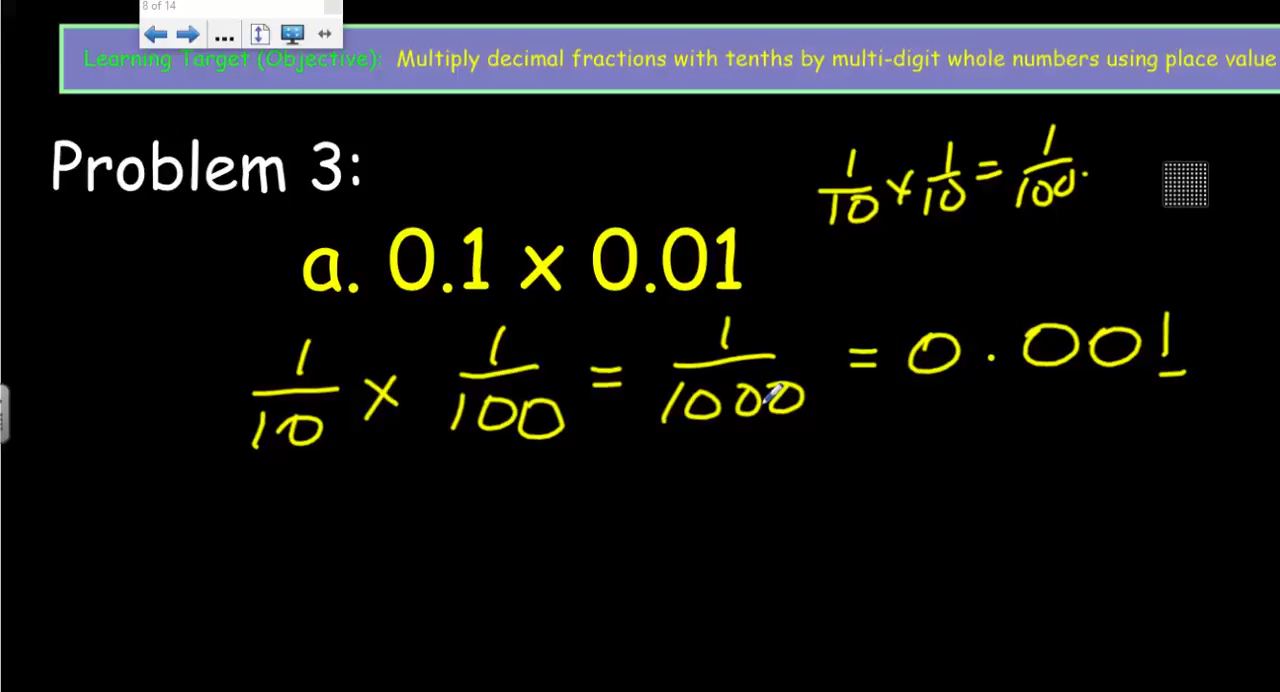 8 of 14
...
Learning Target (Objective): Multiply decimal fractions with tenths by multi-digit whole numbers using place value
Problem 3:
1/10 x 1/10 = 1/100.
a. 0.1 x 0.01
1/10 x 1/100 = 1/1000 = 0.001